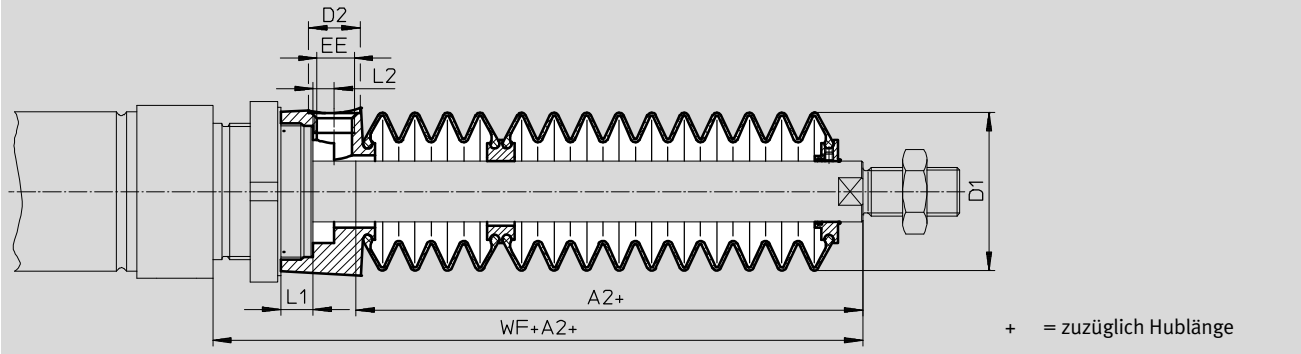 D2
EE
L2
D1
L1
A2+
WF+A2+
+ = zuzüglich Hublänge